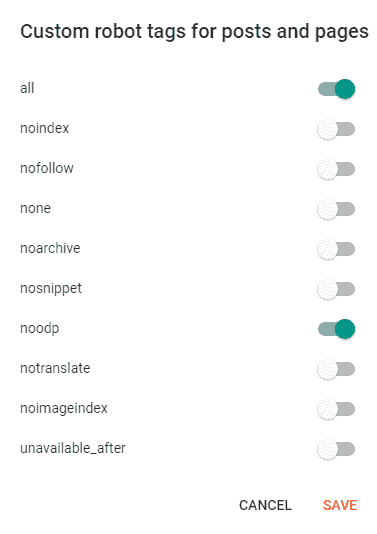 Custom robot tags for posts and pages
all
noindex
nofollow
none
noarchive
nosnippet
noodp
notranslate
noimageindex
unavailable_after
CANCEL SAVE